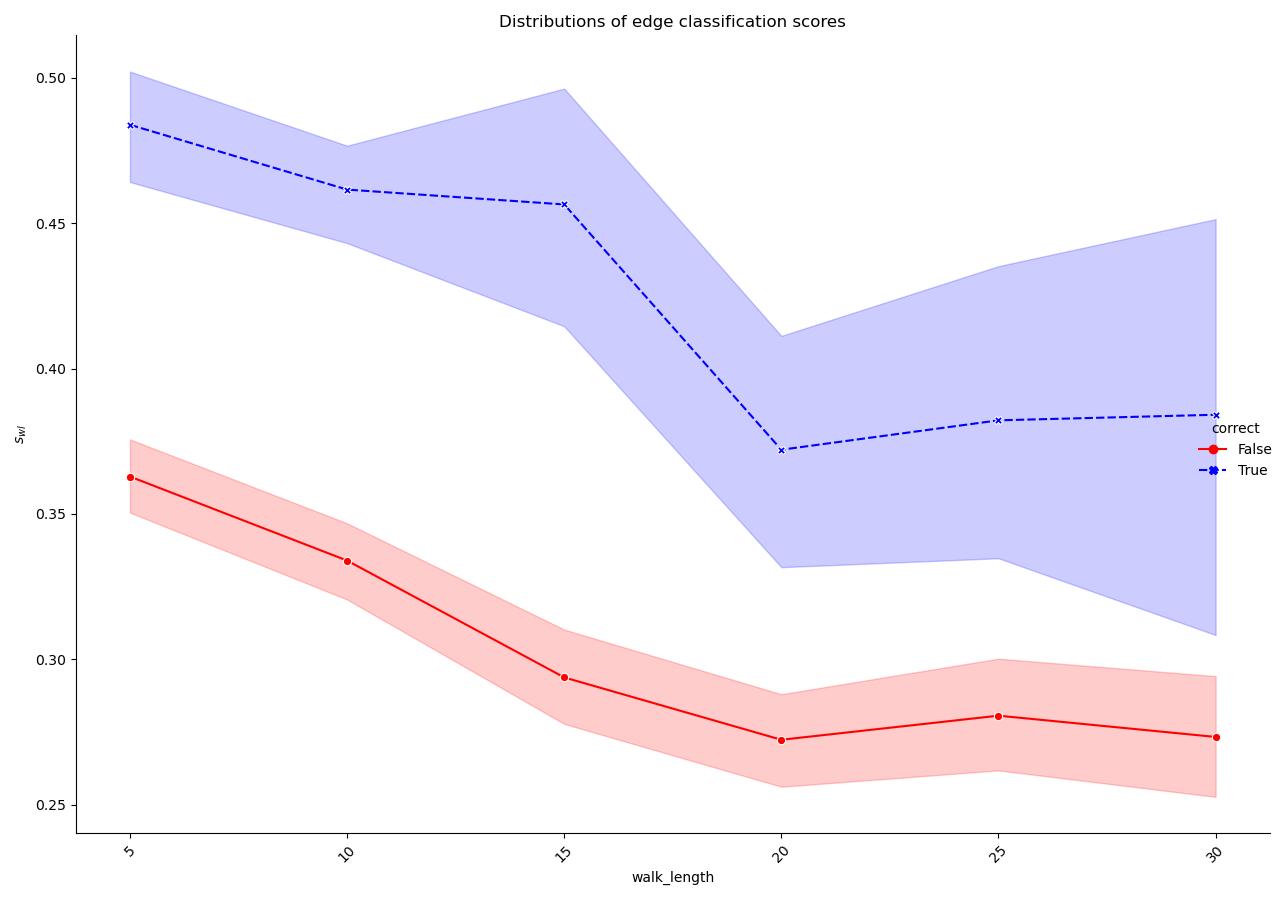 Distributions of edge classification scores
0.50
0.45
0.40
0.35
0.30
0.25
s_wl
correct
False
True
5
10
15
20
25
30
walk_length